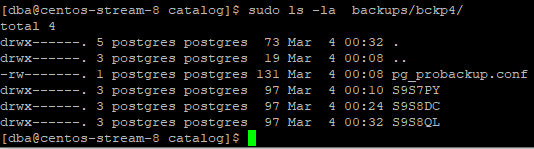 [dba@centos-stream-8 catalog]$ sudo ls -la  backups/bckp4/
total 4
drwx------. 5 postgres postgres  73 Mar  4 00:32 .
drwx------. 3 postgres postgres  19 Mar  4 00:08 ..
-rw-------. 1 postgres postgres 131 Mar  4 00:08 pg_probackup.conf
drwx------. 3 postgres postgres  97 Mar  4 00:10 S9S7PY
drwx------. 3 postgres postgres  97 Mar  4 00:24 S9S8DC
drwx------. 3 postgres postgres  97 Mar  4 00:32 S9S8QL
[dba@centos-stream-8 catalog]$